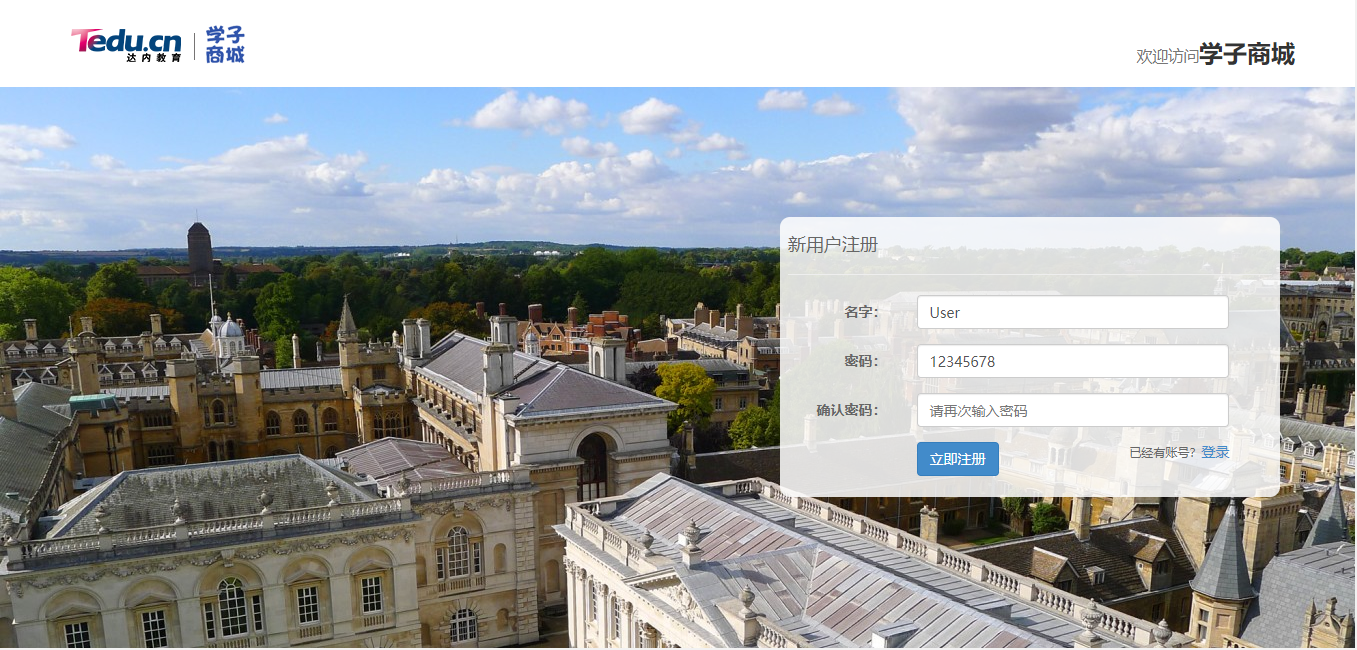 Tedu.cn
达内教育
学子
商城
欢迎访问学子商城
新用户注册
名字：
User
密码：
12345678
确认密码：
请再次输入密码
立即注册
已经有账号？登录